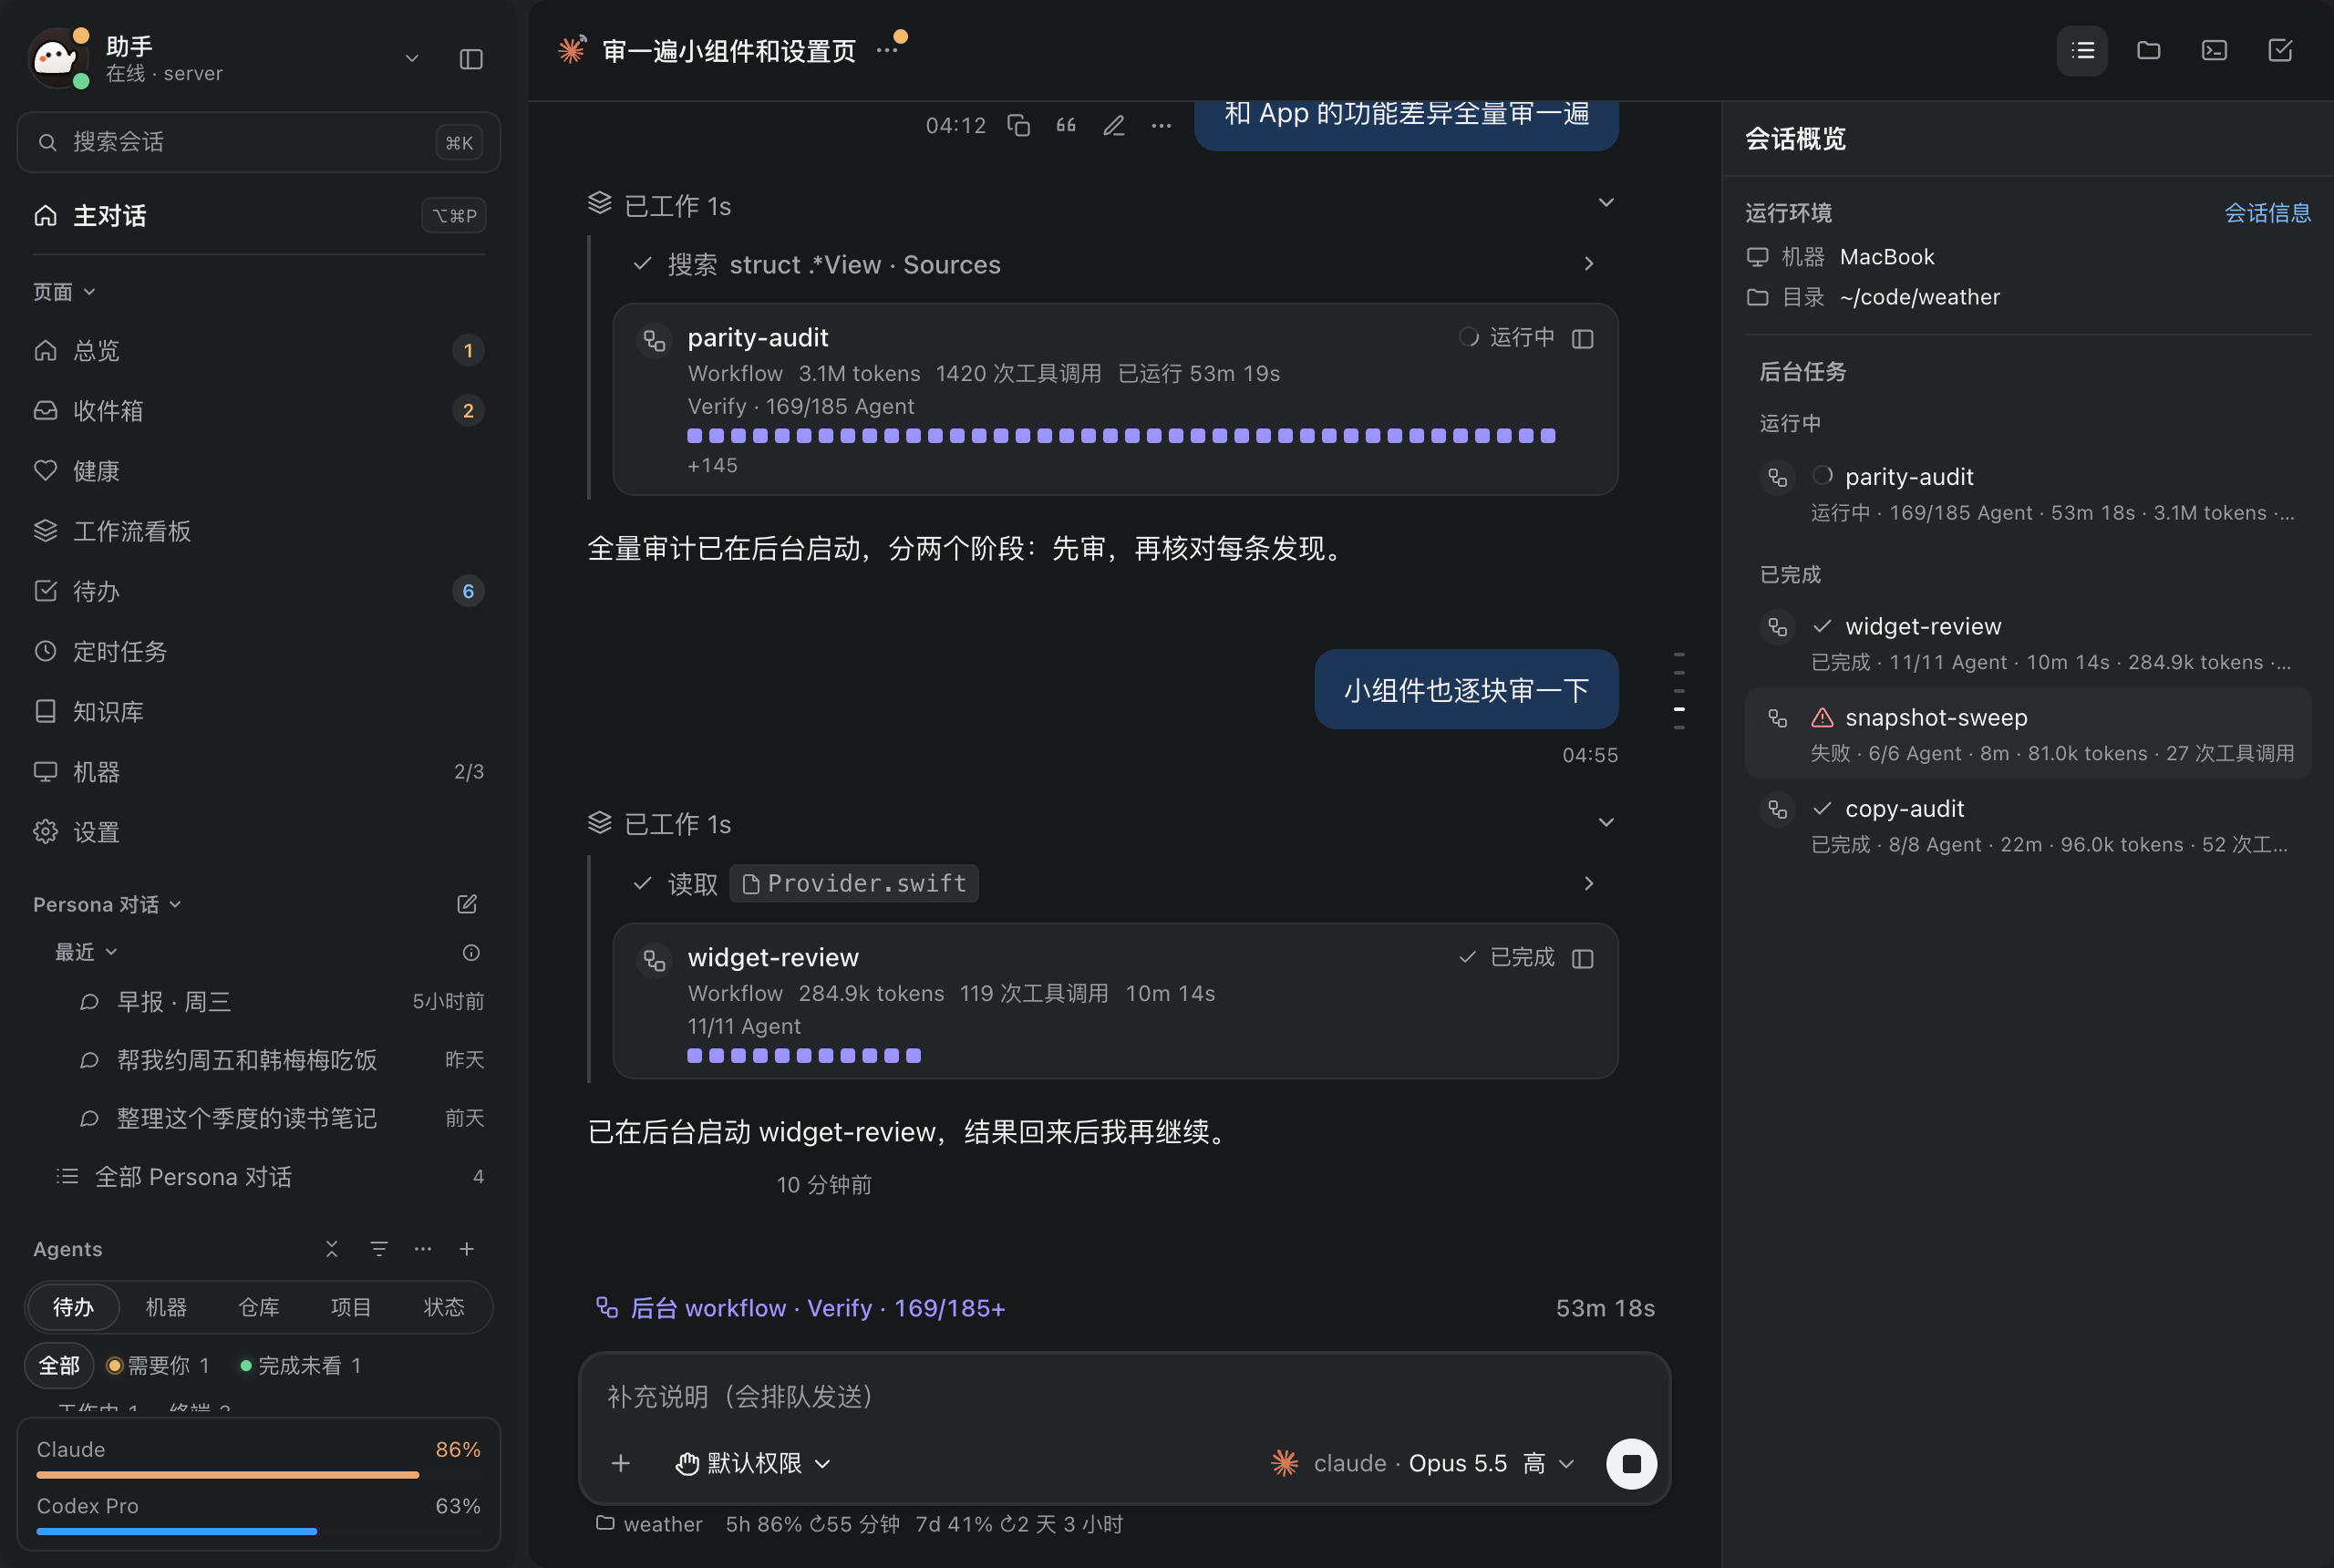 助手
在线 · server
搜索会话 ⌘K
主对话 ⌥⌘P
页面
总览 1
收件箱 2
健康
工作流看板
待办 6
定时任务
知识库
机器 2/3
设置
Persona 对话
最近
早报 · 周三 5小时前
帮我约周五和韩梅梅吃饭 昨天
整理这个季度的读书笔记 前天
全部 Persona 对话 4
Agents
待办 机器 仓库 项目 状态
全部 需要你 1 完成未看 1
Claude 86%
Codex Pro 63%
审一遍小组件和设置页
和 App 的功能差异全量审一遍
04:12
已工作 1s
搜索 struct .*View · Sources
parity-audit 运行中
Workflow 3.1M tokens 1420 次工具调用 已运行 53m 19s
Verify · 169/185 Agent
+145
全量审计已在后台启动，分两个阶段：先审，再核对每条发现。
小组件也逐块审一下
04:55
已工作 1s
读取 Provider.swift
widget-review 已完成
Workflow 284.9k tokens 119 次工具调用 10m 14s
11/11 Agent
已在后台启动 widget-review，结果回来后我再继续。
10 分钟前
后台 workflow · Verify · 169/185+ 53m 18s
补充说明（会排队发送）
默认权限 claude · Opus 5.5 高
weather 5h 86% ↻55 分钟 7d 41% ↻2 天 3 小时
会话概览
运行环境 会话信息
机器 MacBook
目录 ~/code/weather
后台任务
运行中
parity-audit
运行中 · 169/185 Agent · 53m 18s · 3.1M tokens ·...
已完成
widget-review
已完成 · 11/11 Agent · 10m 14s · 284.9k tokens ·...
snapshot-sweep
失败 · 6/6 Agent · 8m · 81.0k tokens · 27 次工具调用
copy-audit
已完成 · 8/8 Agent · 22m · 96.0k tokens · 52 次工...